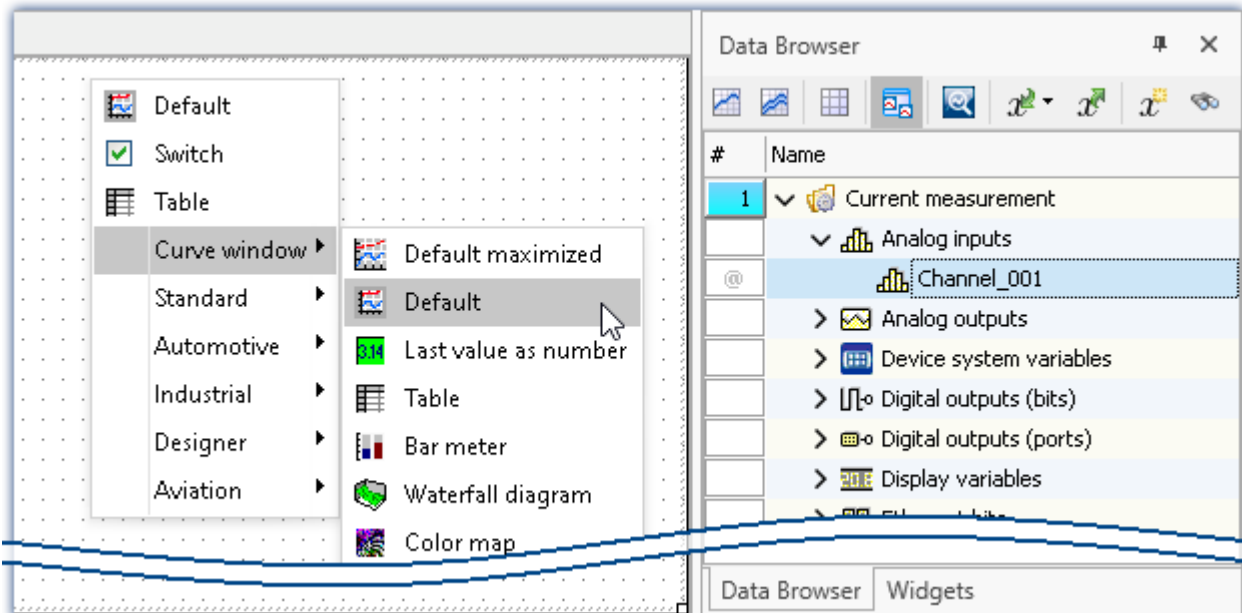 Default
Switch
Table
Curve window
Standard
Automotive
Industrial
Designer
Aviation
Default maximized
Default
3.14 Last value as number
Table
Bar meter
Waterfall diagram
Color map
Data Browser
# Name
1 Current measurement
Analog inputs
@ Channel_001
Analog outputs
Device system variables
Digital outputs (bits)
Digital outputs (ports)
Display variables
Data Browser Widgets